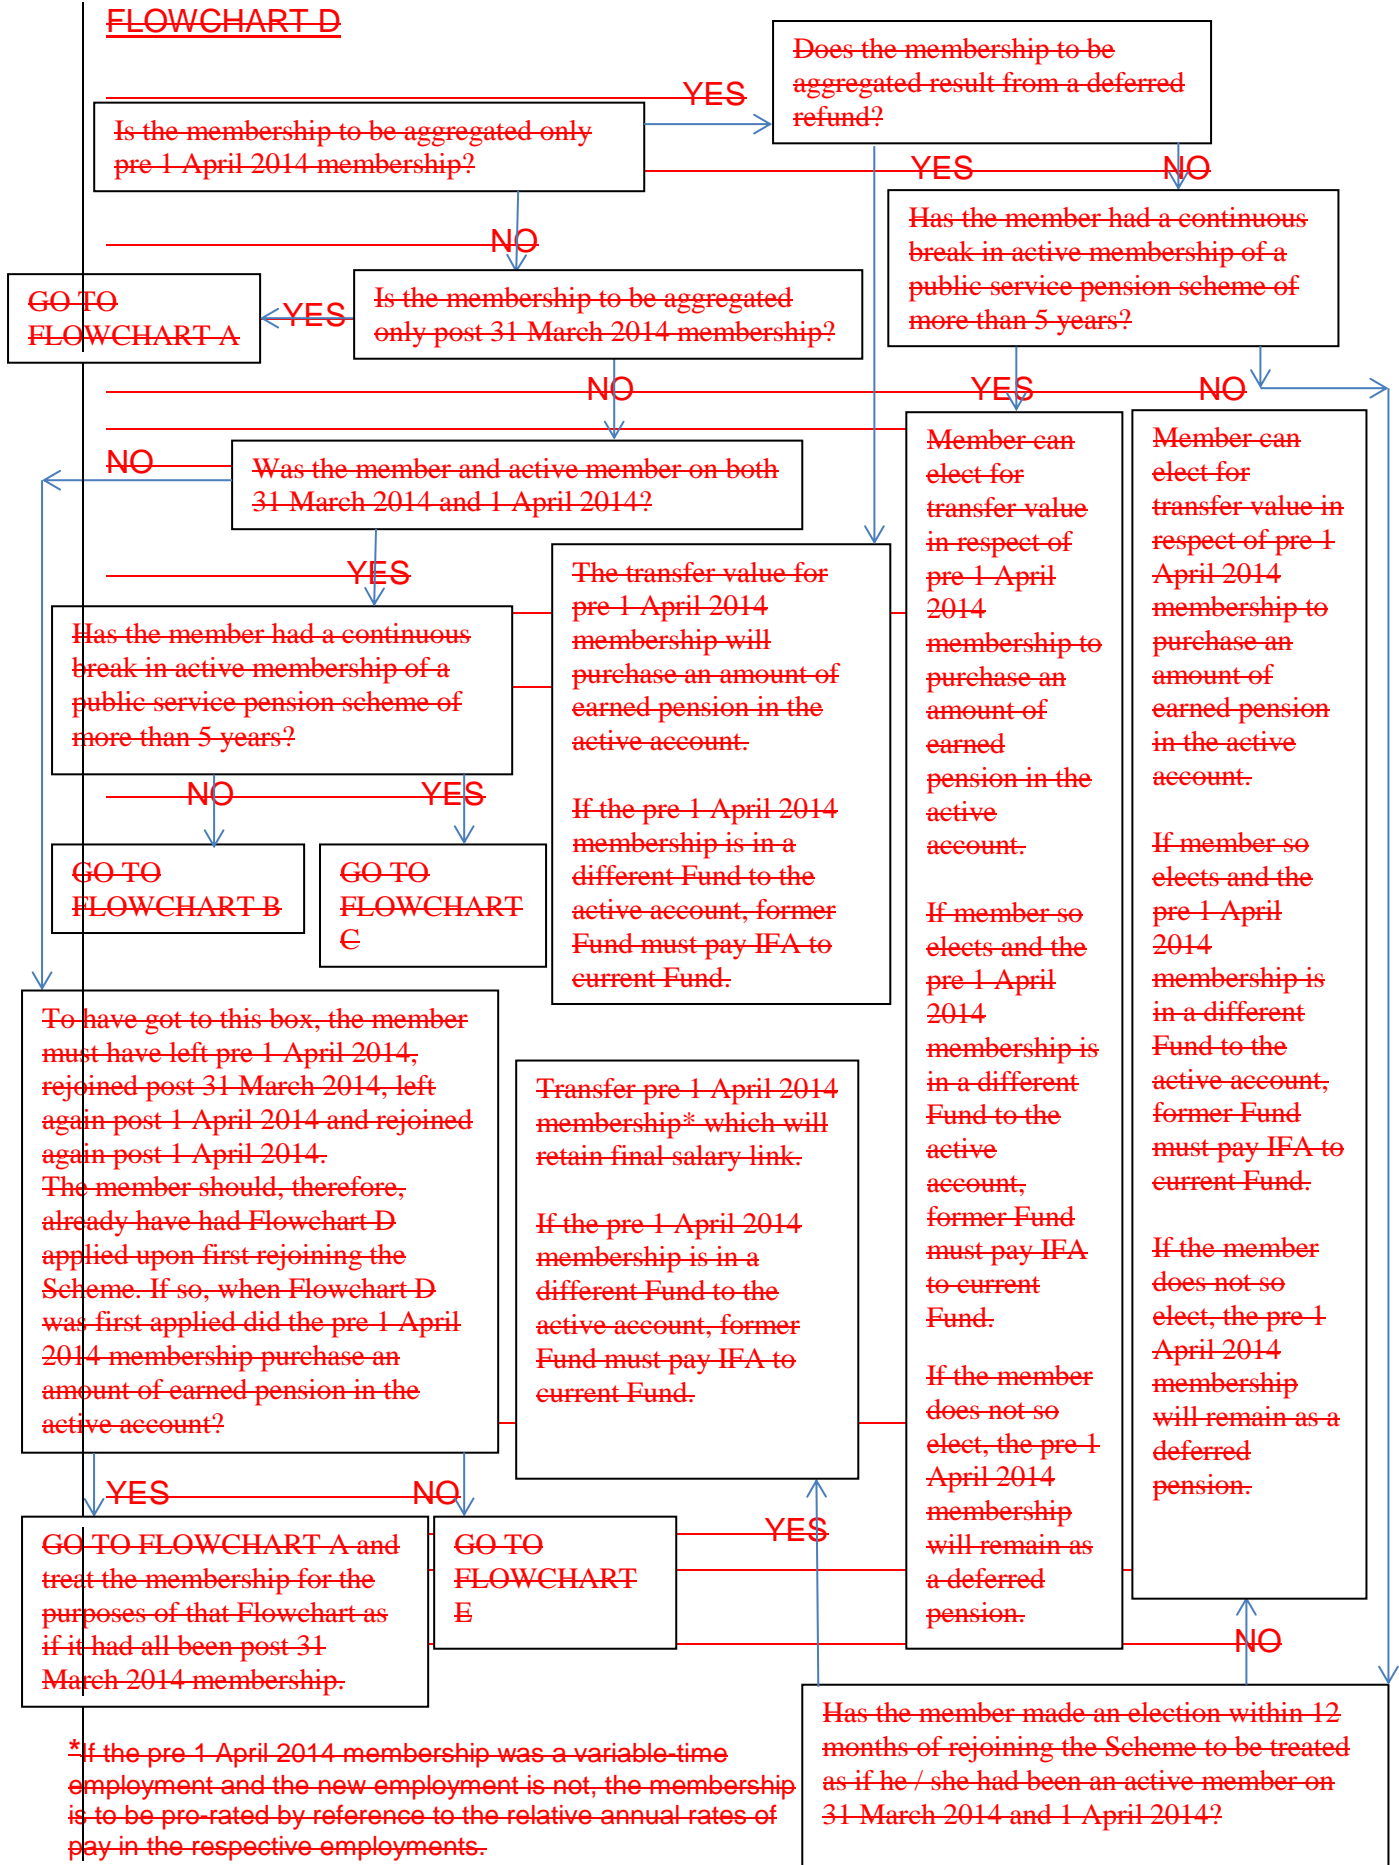 FLOWCHART D
Does the membership to be
aggregated result from a deferred
refund?
YES
Is the membership to be aggregated only
pre 1 April 2014 membership?
YES
NO
Has the member had a continuous
break in active membership of a
public service pension scheme of
more than 5 years?
NO
GO TO
FLOWCHART A
YES
Is the membership to be aggregated
only post 31 March 2014 membership?
NO
YES
NO
NO
Was the member and active member on both
31 March 2014 and 1 April 2014?
Member can
elect for
transfer value
in respect of
pre 1 April
2014
membership to
purchase an
amount of
earned
pension in the
active
account.
If member so
elects and the
pre 1 April
2014
membership is
in a different
Fund to the
active
account,
former Fund
must pay IFA
to current
Fund.
If the member
does not so
elect, the pre 1
April 2014
membership
will remain as
a deferred
pension.
Member can
elect for
transfer value in
respect of pre 1
April 2014
membership to
purchase an
amount of
earned pension
in the active
account.
If member so
elects and the
pre 1 April
2014
membership is
in a different
Fund to the
active account,
former Fund
must pay IFA to
current Fund.
If the member
does not so
elect, the pre 1
April 2014
membership
will remain as a
deferred
pension.
YES
The transfer value for
pre 1 April 2014
membership will
purchase an amount of
earned pension in the
active account.
If the pre 1 April 2014
membership is in a
different Fund to the
active account, former
Fund must pay IFA to
current Fund.
Has the member had a continuous
break in active membership of a
public service pension scheme of
more than 5 years?
NO
YES
GO TO
FLOWCHART B
GO TO
FLOWCHART
C
To have got to this box, the member
must have left pre 1 April 2014,
rejoined post 31 March 2014, left
again post 1 April 2014 and rejoined
again post 1 April 2014.
The member should, therefore,
already have had Flowchart D
applied upon first rejoining the
Scheme. If so, when Flowchart D
was first applied did the pre 1 April
2014 membership purchase an
amount of earned pension in the
active account?
Transfer pre 1 April 2014
membership* which will
retain final salary link.
If the pre 1 April 2014
membership is in a
different Fund to the
active account, former
Fund must pay IFA to
current Fund.
YES
NO
YES
GO TO FLOWCHART A and
treat the membership for the
purposes of that Flowchart as
if it had all been post 31
March 2014 membership.
GO TO
FLOWCHART
E
NO
Has the member made an election within 12
months of rejoining the Scheme to be treated
as if he / she had been an active member on
31 March 2014 and 1 April 2014?
*If the pre 1 April 2014 membership was a variable-time
employment and the new employment is not, the membership
is to be pro-rated by reference to the relative annual rates of
pay in the respective employments.